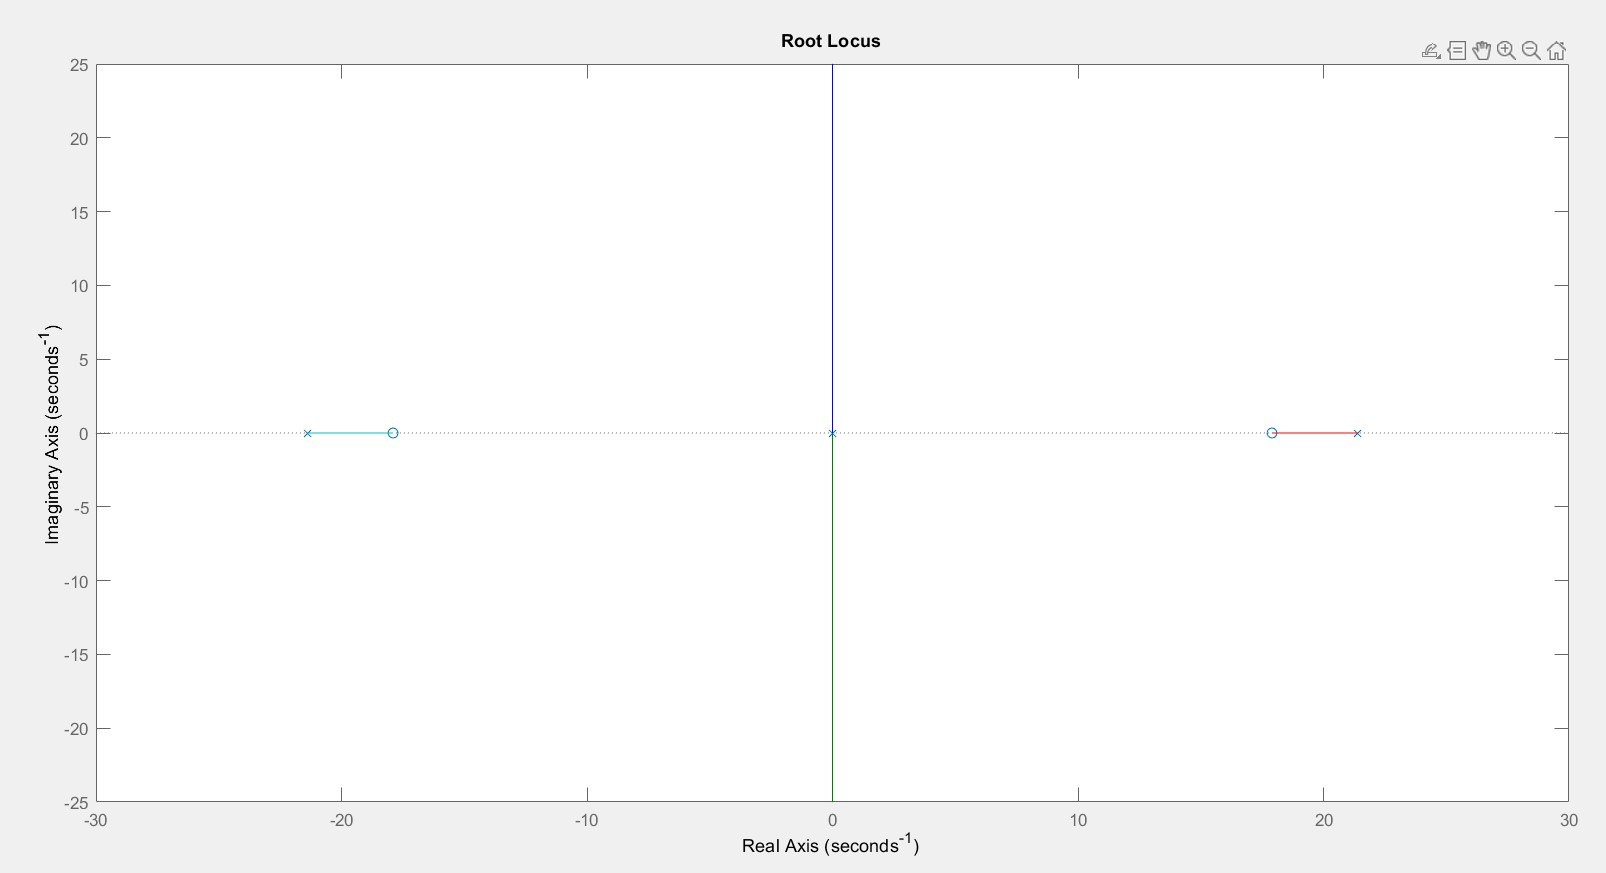 Root Locus
25
20
15
10
5
0
-5
-10
-15
-20
-25
Imaginary Axis (seconds⁻¹)
-30 -20 -10 0 10 20 30
Real Axis (seconds⁻¹)